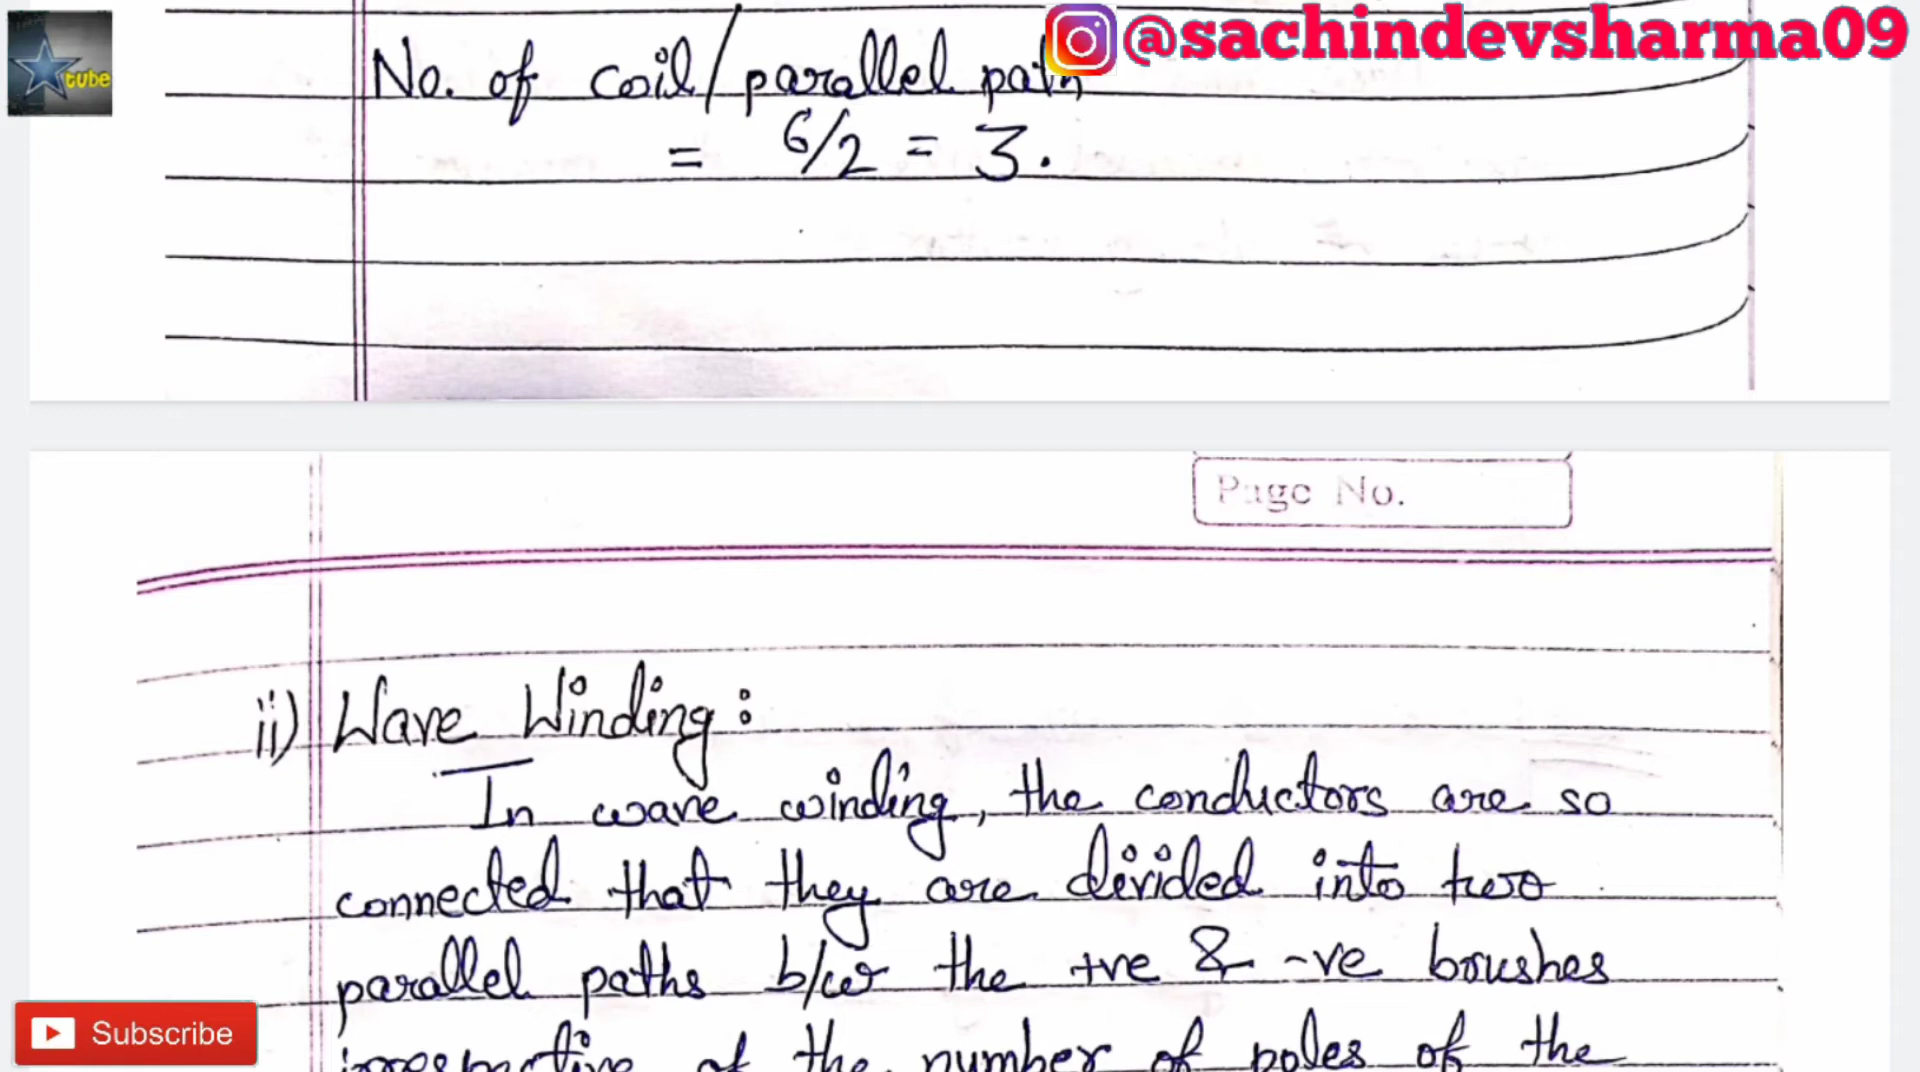 tube
@sachindevsharma09
No. of coil/parallel path
= 6/2 = 3.
Page No.
ii) Wave Winding:
In wave winding, the conductors are so
connected that they are divided into two
parallel paths b/w the +ve & -ve brushes
irrespective of the number of poles of the
Subscribe